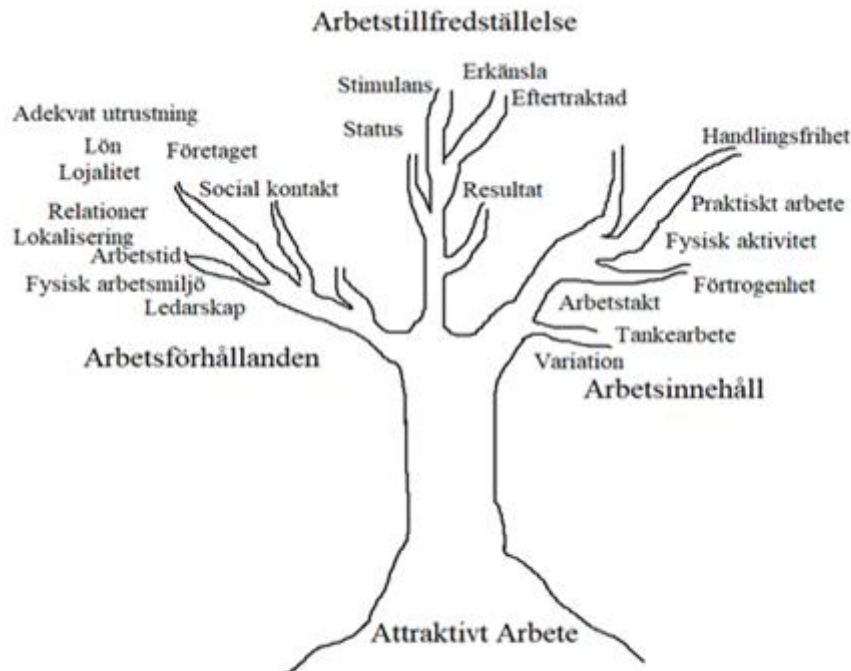 Arbetstillfredställelse
Stimulans
Erkänsla
Eftertraktad
Status
Resultat
Adekvat utrustning
Lön
Företaget
Lojalitet
Social kontakt
Relationer
Lokalisering
Arbetstid
Fysisk arbetsmiljö
Ledarskap
Arbetsförhållanden
Handlingsfrihet
Praktiskt arbete
Fysisk aktivitet
Förtrogenhet
Arbetstakt
Tankearbete
Variation
Arbetsinnehåll
Attraktivt Arbete